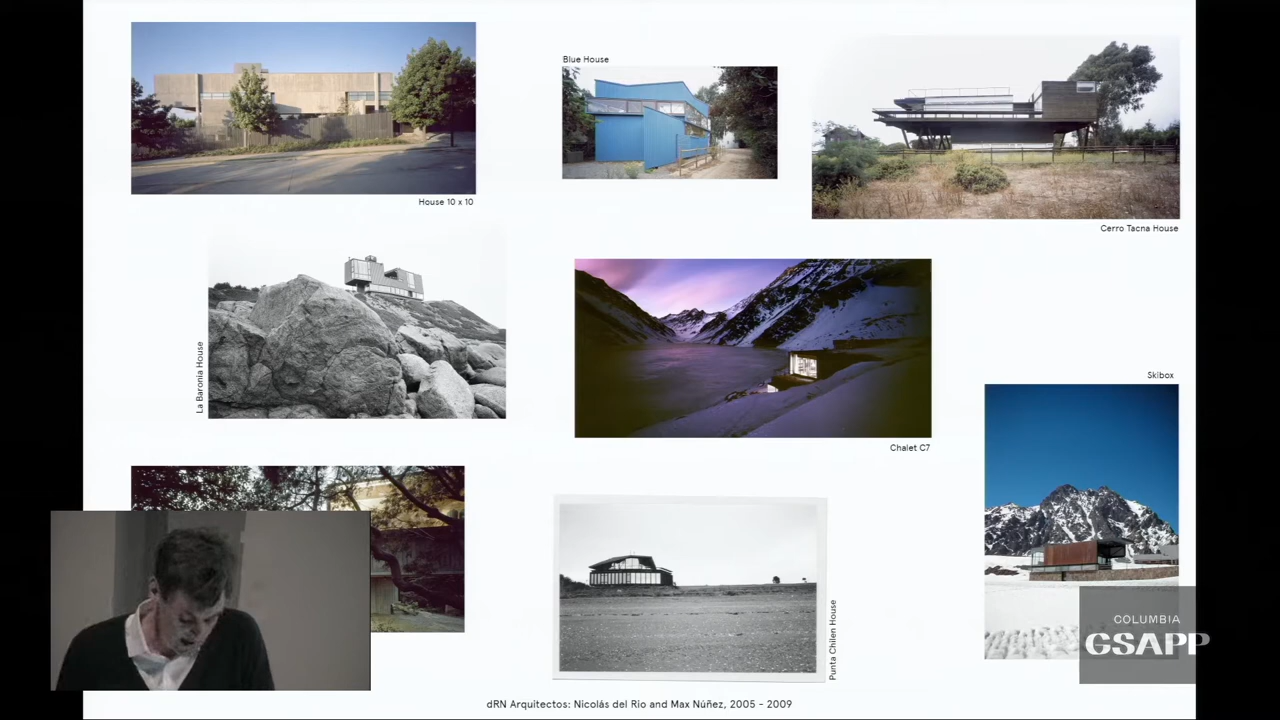 Blue House
House 10 x 10
Cerro Tacna House
La Baronia House
Skibox
Chalet C7
Punta Chilen House
COLUMBIA
GSAPP
dRN Arquitectos: Nicolás del Rio and Max Núñez, 2005 - 2009